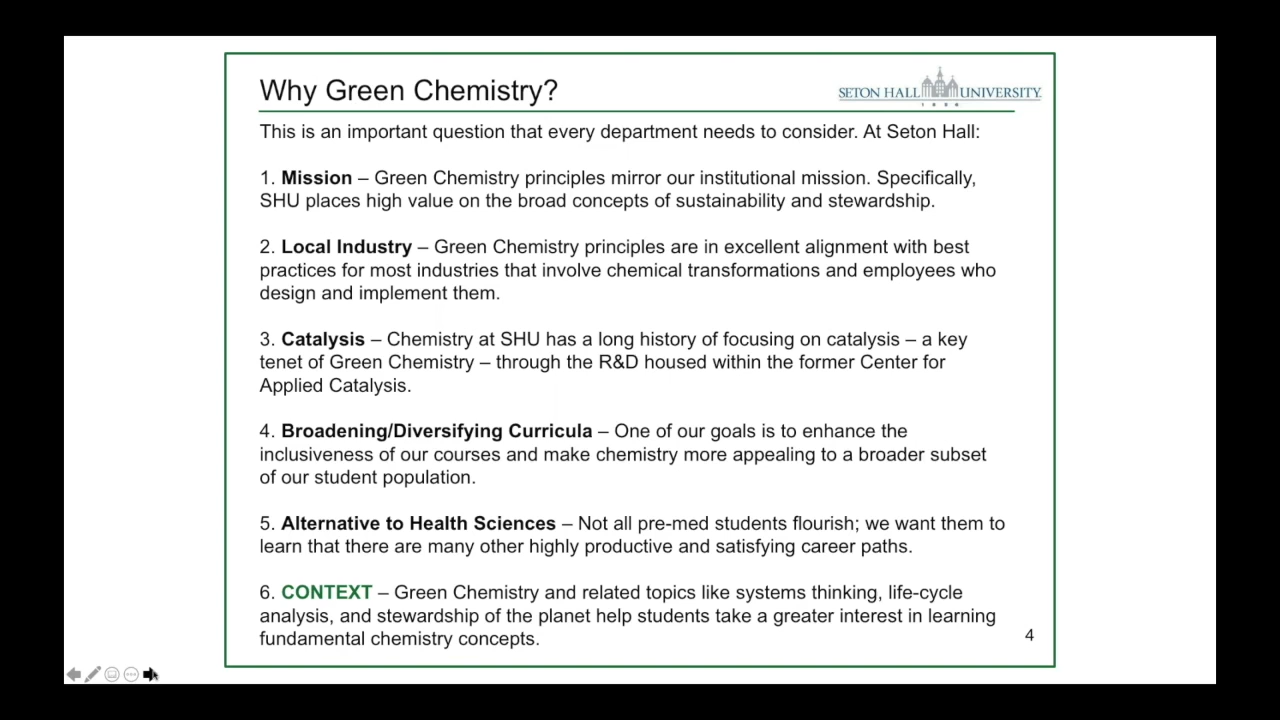 Why Green Chemistry?
SETON HALL UNIVERSITY
1 8 5 6
This is an important question that every department needs to consider. At Seton Hall:
1. Mission – Green Chemistry principles mirror our institutional mission. Specifically,
SHU places high value on the broad concepts of sustainability and stewardship.
2. Local Industry – Green Chemistry principles are in excellent alignment with best
practices for most industries that involve chemical transformations and employees who
design and implement them.
3. Catalysis – Chemistry at SHU has a long history of focusing on catalysis – a key
tenet of Green Chemistry – through the R&D housed within the former Center for
Applied Catalysis.
4. Broadening/Diversifying Curricula – One of our goals is to enhance the
inclusiveness of our courses and make chemistry more appealing to a broader subset
of our student population.
5. Alternative to Health Sciences – Not all pre-med students flourish; we want them to
learn that there are many other highly productive and satisfying career paths.
6. CONTEXT – Green Chemistry and related topics like systems thinking, life-cycle
analysis, and stewardship of the planet help students take a greater interest in learning
fundamental chemistry concepts.
4